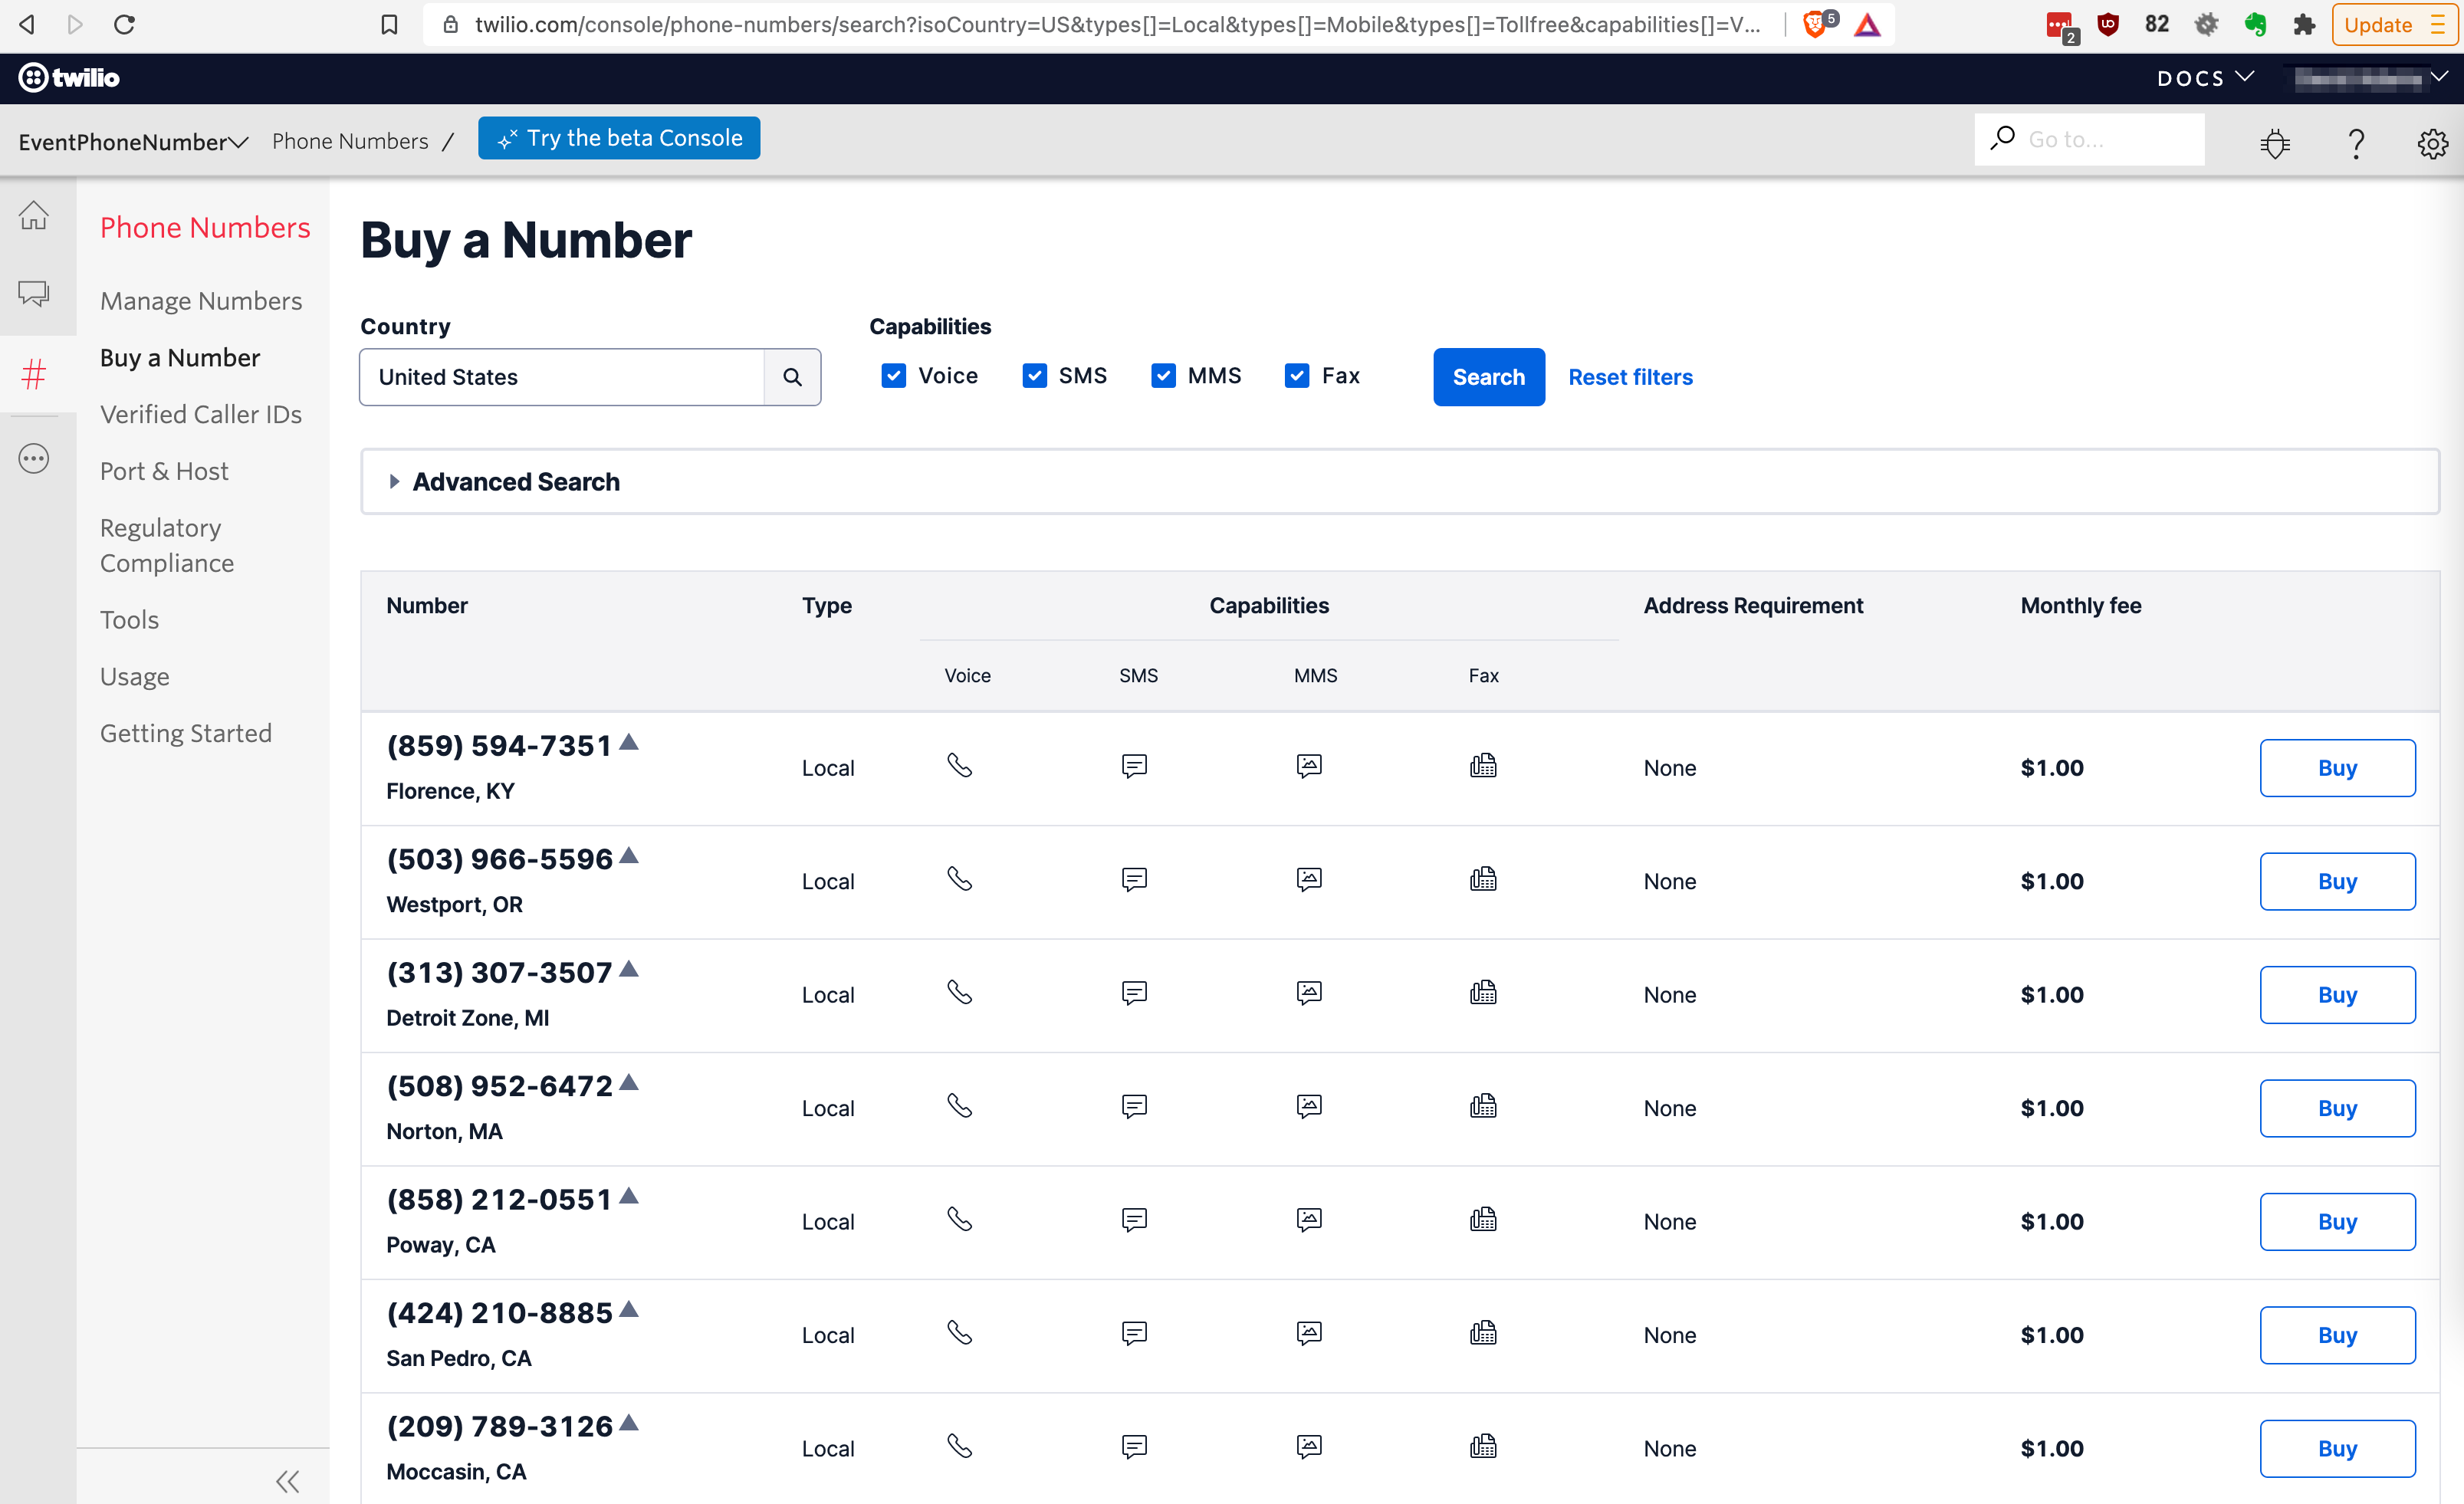 twilio.com/console/phone-numbers/search?isoCountry=US&types[]=Local&types[]=Mobile&types[]=Tollfree&capabilities[]=V...
5
2
82
Update
twilio
DOCS
EventPhoneNumber
Phone Numbers /
Try the beta Console
Go to...
Phone Numbers
Manage Numbers
Buy a Number
Verified Caller IDs
Port & Host
Regulatory
Compliance
Tools
Usage
Getting Started
Buy a Number
Country
Capabilities
United States
Voice
SMS
MMS
Fax
Search
Reset filters
Advanced Search
Number Type Capabilities Address Requirement Monthly fee
Voice SMS MMS Fax
(859) 594-7351
Florence, KY
Local None $1.00 Buy
(503) 966-5596
Westport, OR
Local None $1.00 Buy
(313) 307-3507
Detroit Zone, MI
Local None $1.00 Buy
(508) 952-6472
Norton, MA
Local None $1.00 Buy
(858) 212-0551
Poway, CA
Local None $1.00 Buy
(424) 210-8885
San Pedro, CA
Local None $1.00 Buy
(209) 789-3126
Moccasin, CA
Local None $1.00 Buy